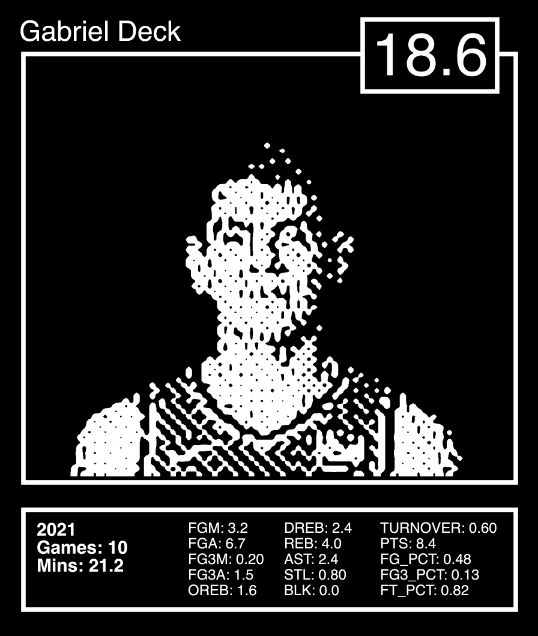 Gabriel Deck
18.6
2021
Games: 10
Mins: 21.2
FGM: 3.2
FGA: 6.7
FG3M: 0.20
FG3A: 1.5
OREB: 1.6
DREB: 2.4
REB: 4.0
AST: 2.4
STL: 0.80
BLK: 0.0
TURNOVER: 0.60
PTS: 8.4
FG_PCT: 0.48
FG3_PCT: 0.13
FT_PCT: 0.82